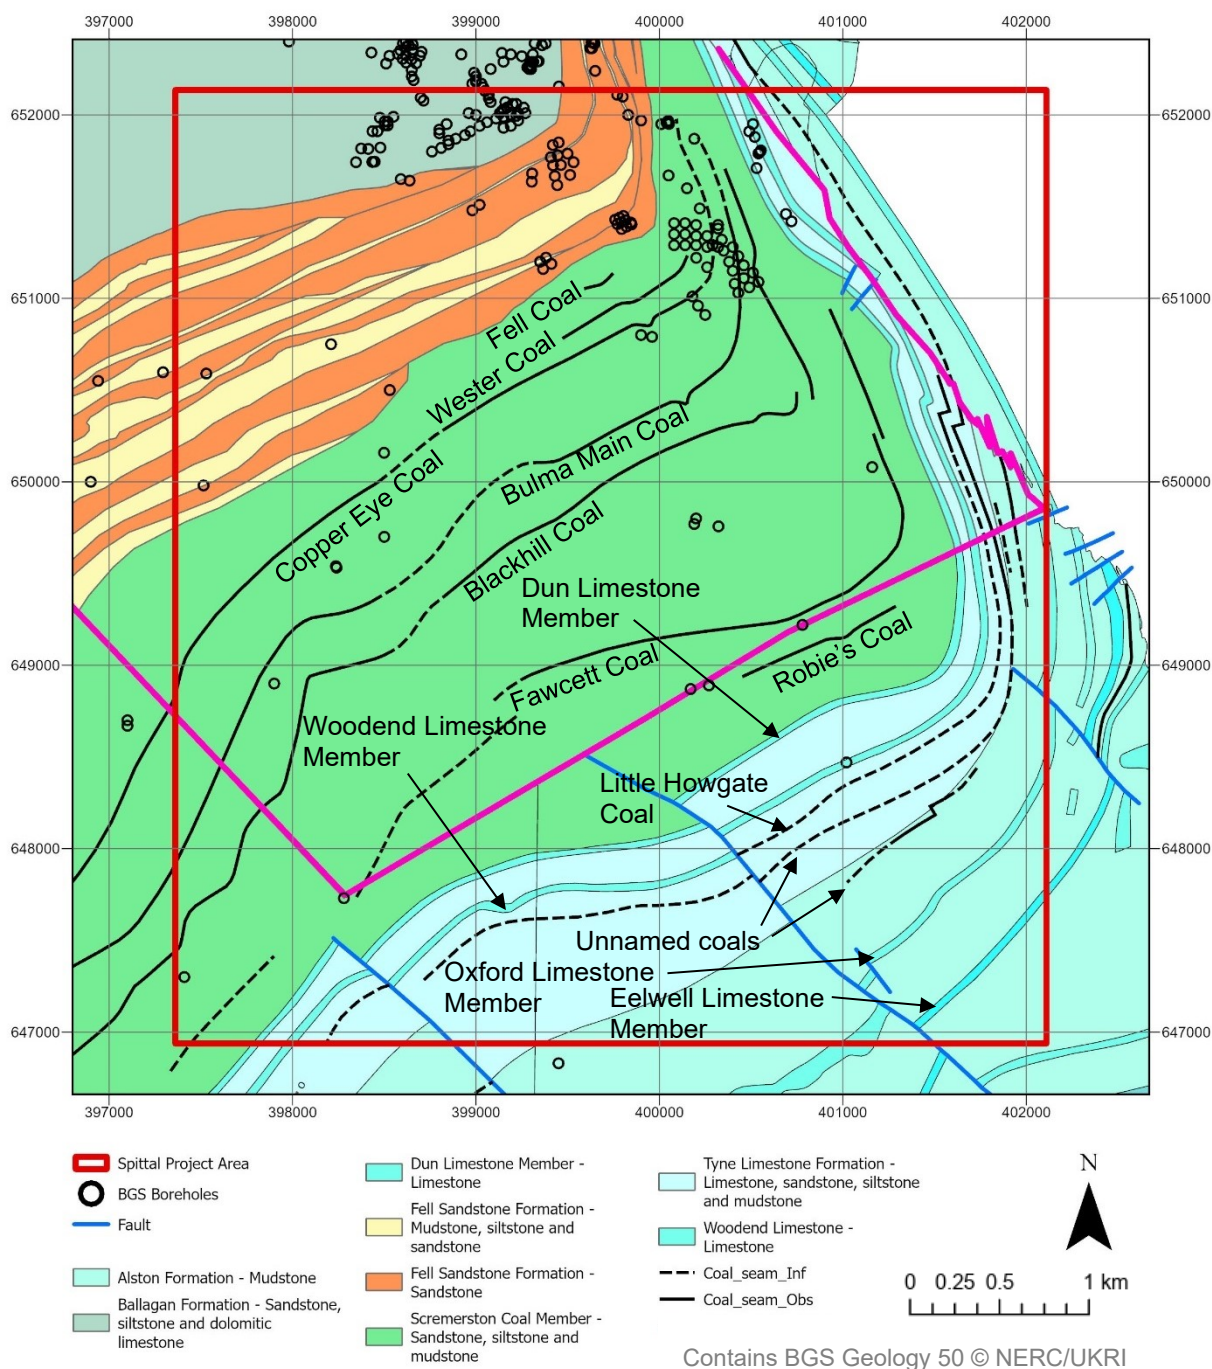 397000
398000
399000
400000
401000
402000
652000
652000
651000
651000
650000
650000
649000
649000
648000
648000
647000
647000
Fell Coal
Wester Coal
Bulma Main Coal
Copper Eye Coal
Blackhill Coal
Dun Limestone
Member
Fawcett Coal
Robie's Coal
Woodend Limestone
Member
Little Howgate
Coal
Unnamed coals
Oxford Limestone
Member
Eelwell Limestone
Member
397000
398000
399000
400000
401000
402000
Spittal Project Area
BGS Boreholes
Fault
Alston Formation - Mudstone
Ballagan Formation - Sandstone,
siltstone and dolomitic
limestone
Dun Limestone Member -
Limestone
Fell Sandstone Formation -
Mudstone, siltstone and
sandstone
Fell Sandstone Formation -
Sandstone
Scremerston Coal Member -
Sandstone, siltstone and
mudstone
Tyne Limestone Formation -
Limestone, sandstone, siltstone
and mudstone
Woodend Limestone -
Limestone
Coal_seam_Inf
Coal_seam_Obs
N
0 0.25 0.5 1 km
Contains BGS Geology 50 © NERC/UKRI